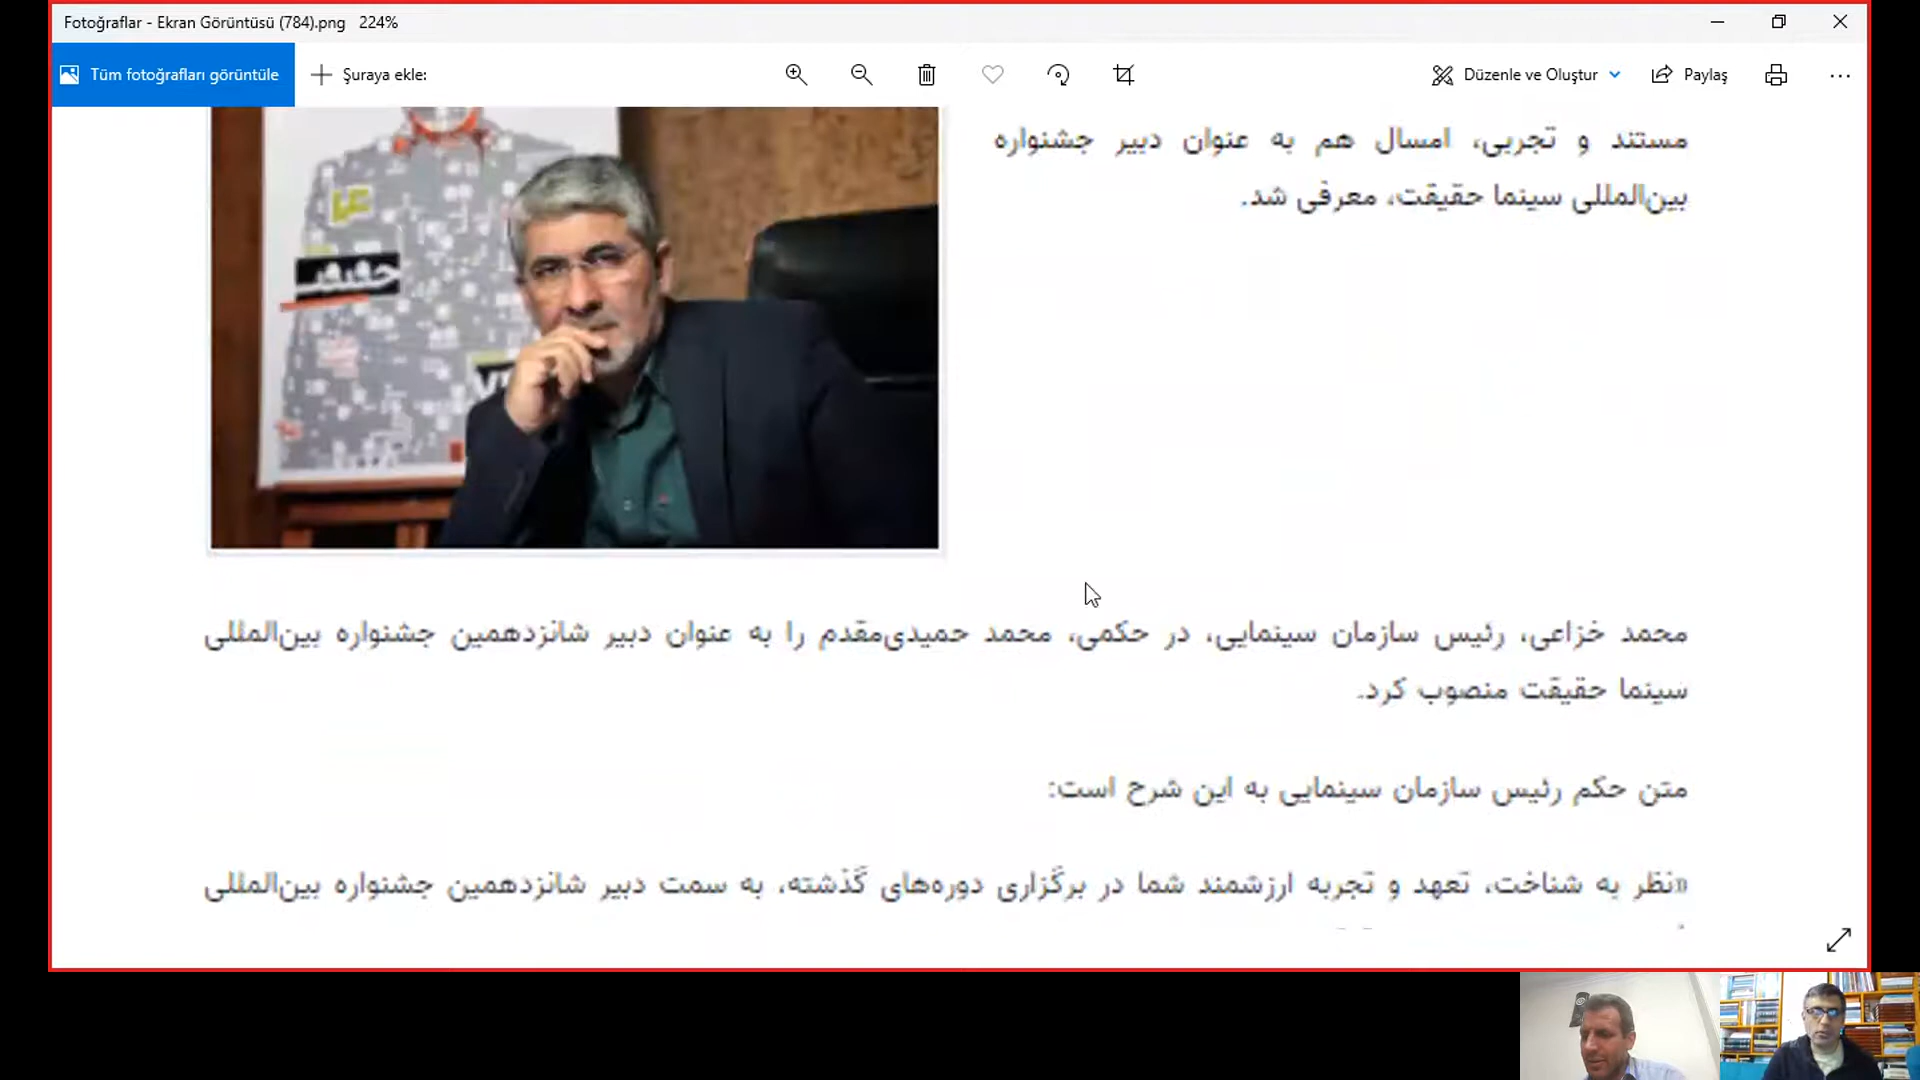 Fotoğraflar - Ekran Görüntüsü (784).png 224%
Tüm fotoğrafları görüntüle
Şuraya ekle:
Düzenle ve Oluştur
Paylaş
مستند و تجربی، امسال هم به عنوان دبیر جشنواره
بین‌المللی سینما حقیقت، معرفی شد.
محمد خزاعی، رئیس سازمان سینمایی، در حکمی، محمد حمیدی‌مقدم را به عنوان دبیر شانزدهمین جشنواره بین‌المللی
سینما حقیقت منصوب کرد.
متن حکم رئیس سازمان سینمایی به این شرح است:
«نظر به شناخت، تعهد و تجربه ارزشمند شما در برگزاری دوره‌های گذشته، به سمت دبیر شانزدهمین جشنواره بین‌المللی